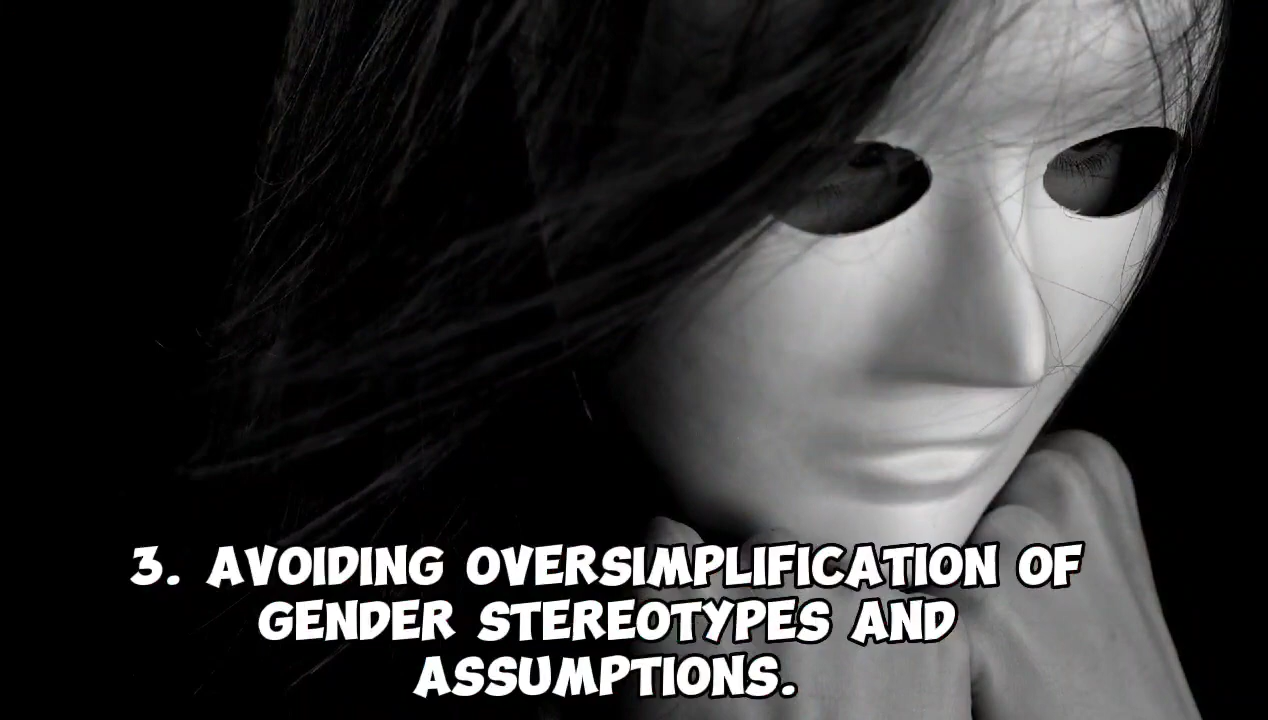 3. AVOIDING OVERSIMPLIFICATION OF
GENDER STEREOTYPES AND
ASSUMPTIONS.